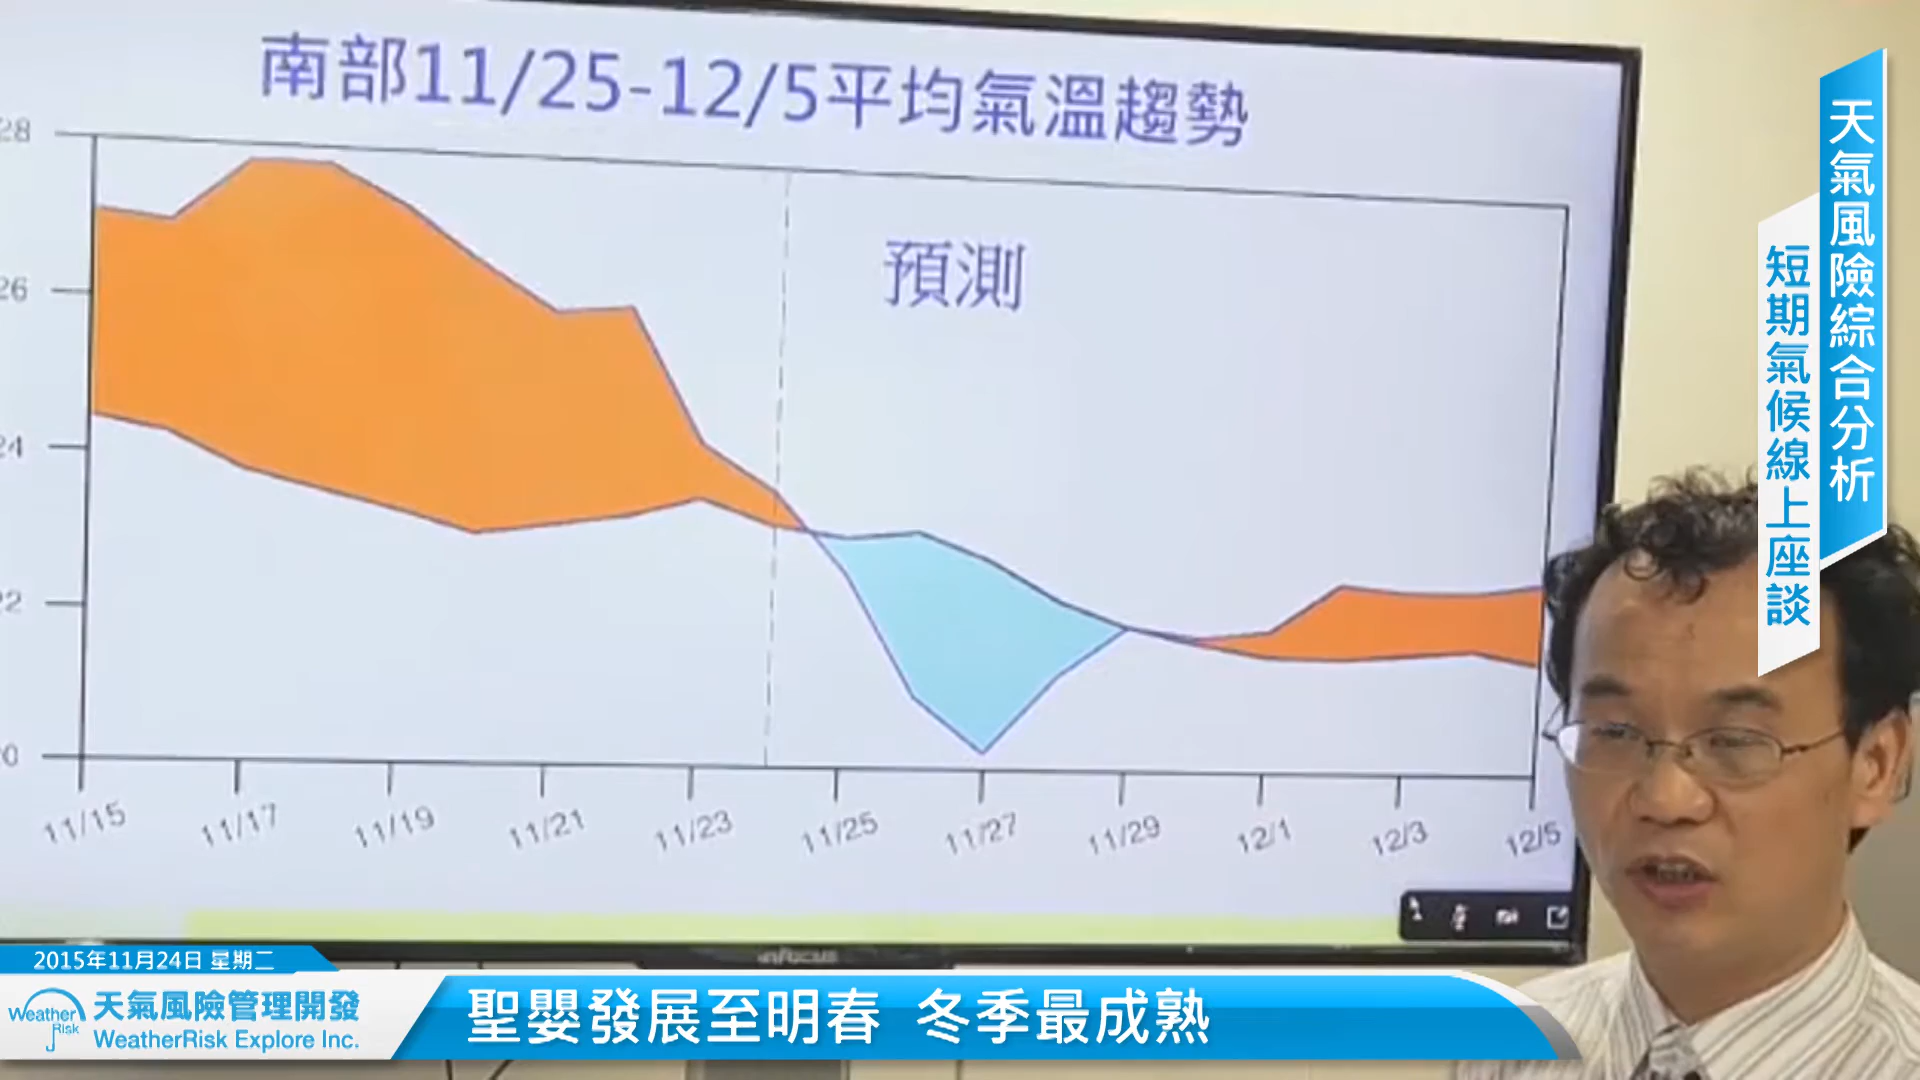 南部11/25-12/5平均氣溫趨勢
28
26
24
22
20
預測
11/15
11/17
11/19
11/21
11/23
11/25
11/27
11/29
12/1
12/3
12/5
天氣風險綜合分析
短期氣候線上座談
InFocus
2015年11月24日 星期二
Weather
Risk
天氣風險管理開發
WeatherRisk Explore Inc.
聖嬰發展至明春 冬季最成熟